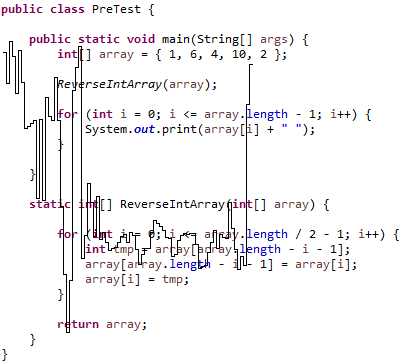 public class PreTest {
public static void main(String[] args) {
int[] array = { 1, 6, 4, 10, 2 };
ReverseIntArray(array);
for (int i = 0; i <= array.length - 1; i++) {
System.out.print(array[i] + " ");
}
}
static int[] ReverseIntArray(int[] array) {
for (int i = 0; i <= array.length / 2 - 1; i++) {
int tmp = array[array.length - i - 1];
array[array.length - i - 1] = array[i];
array[i] = tmp;
}
return array;
}
}